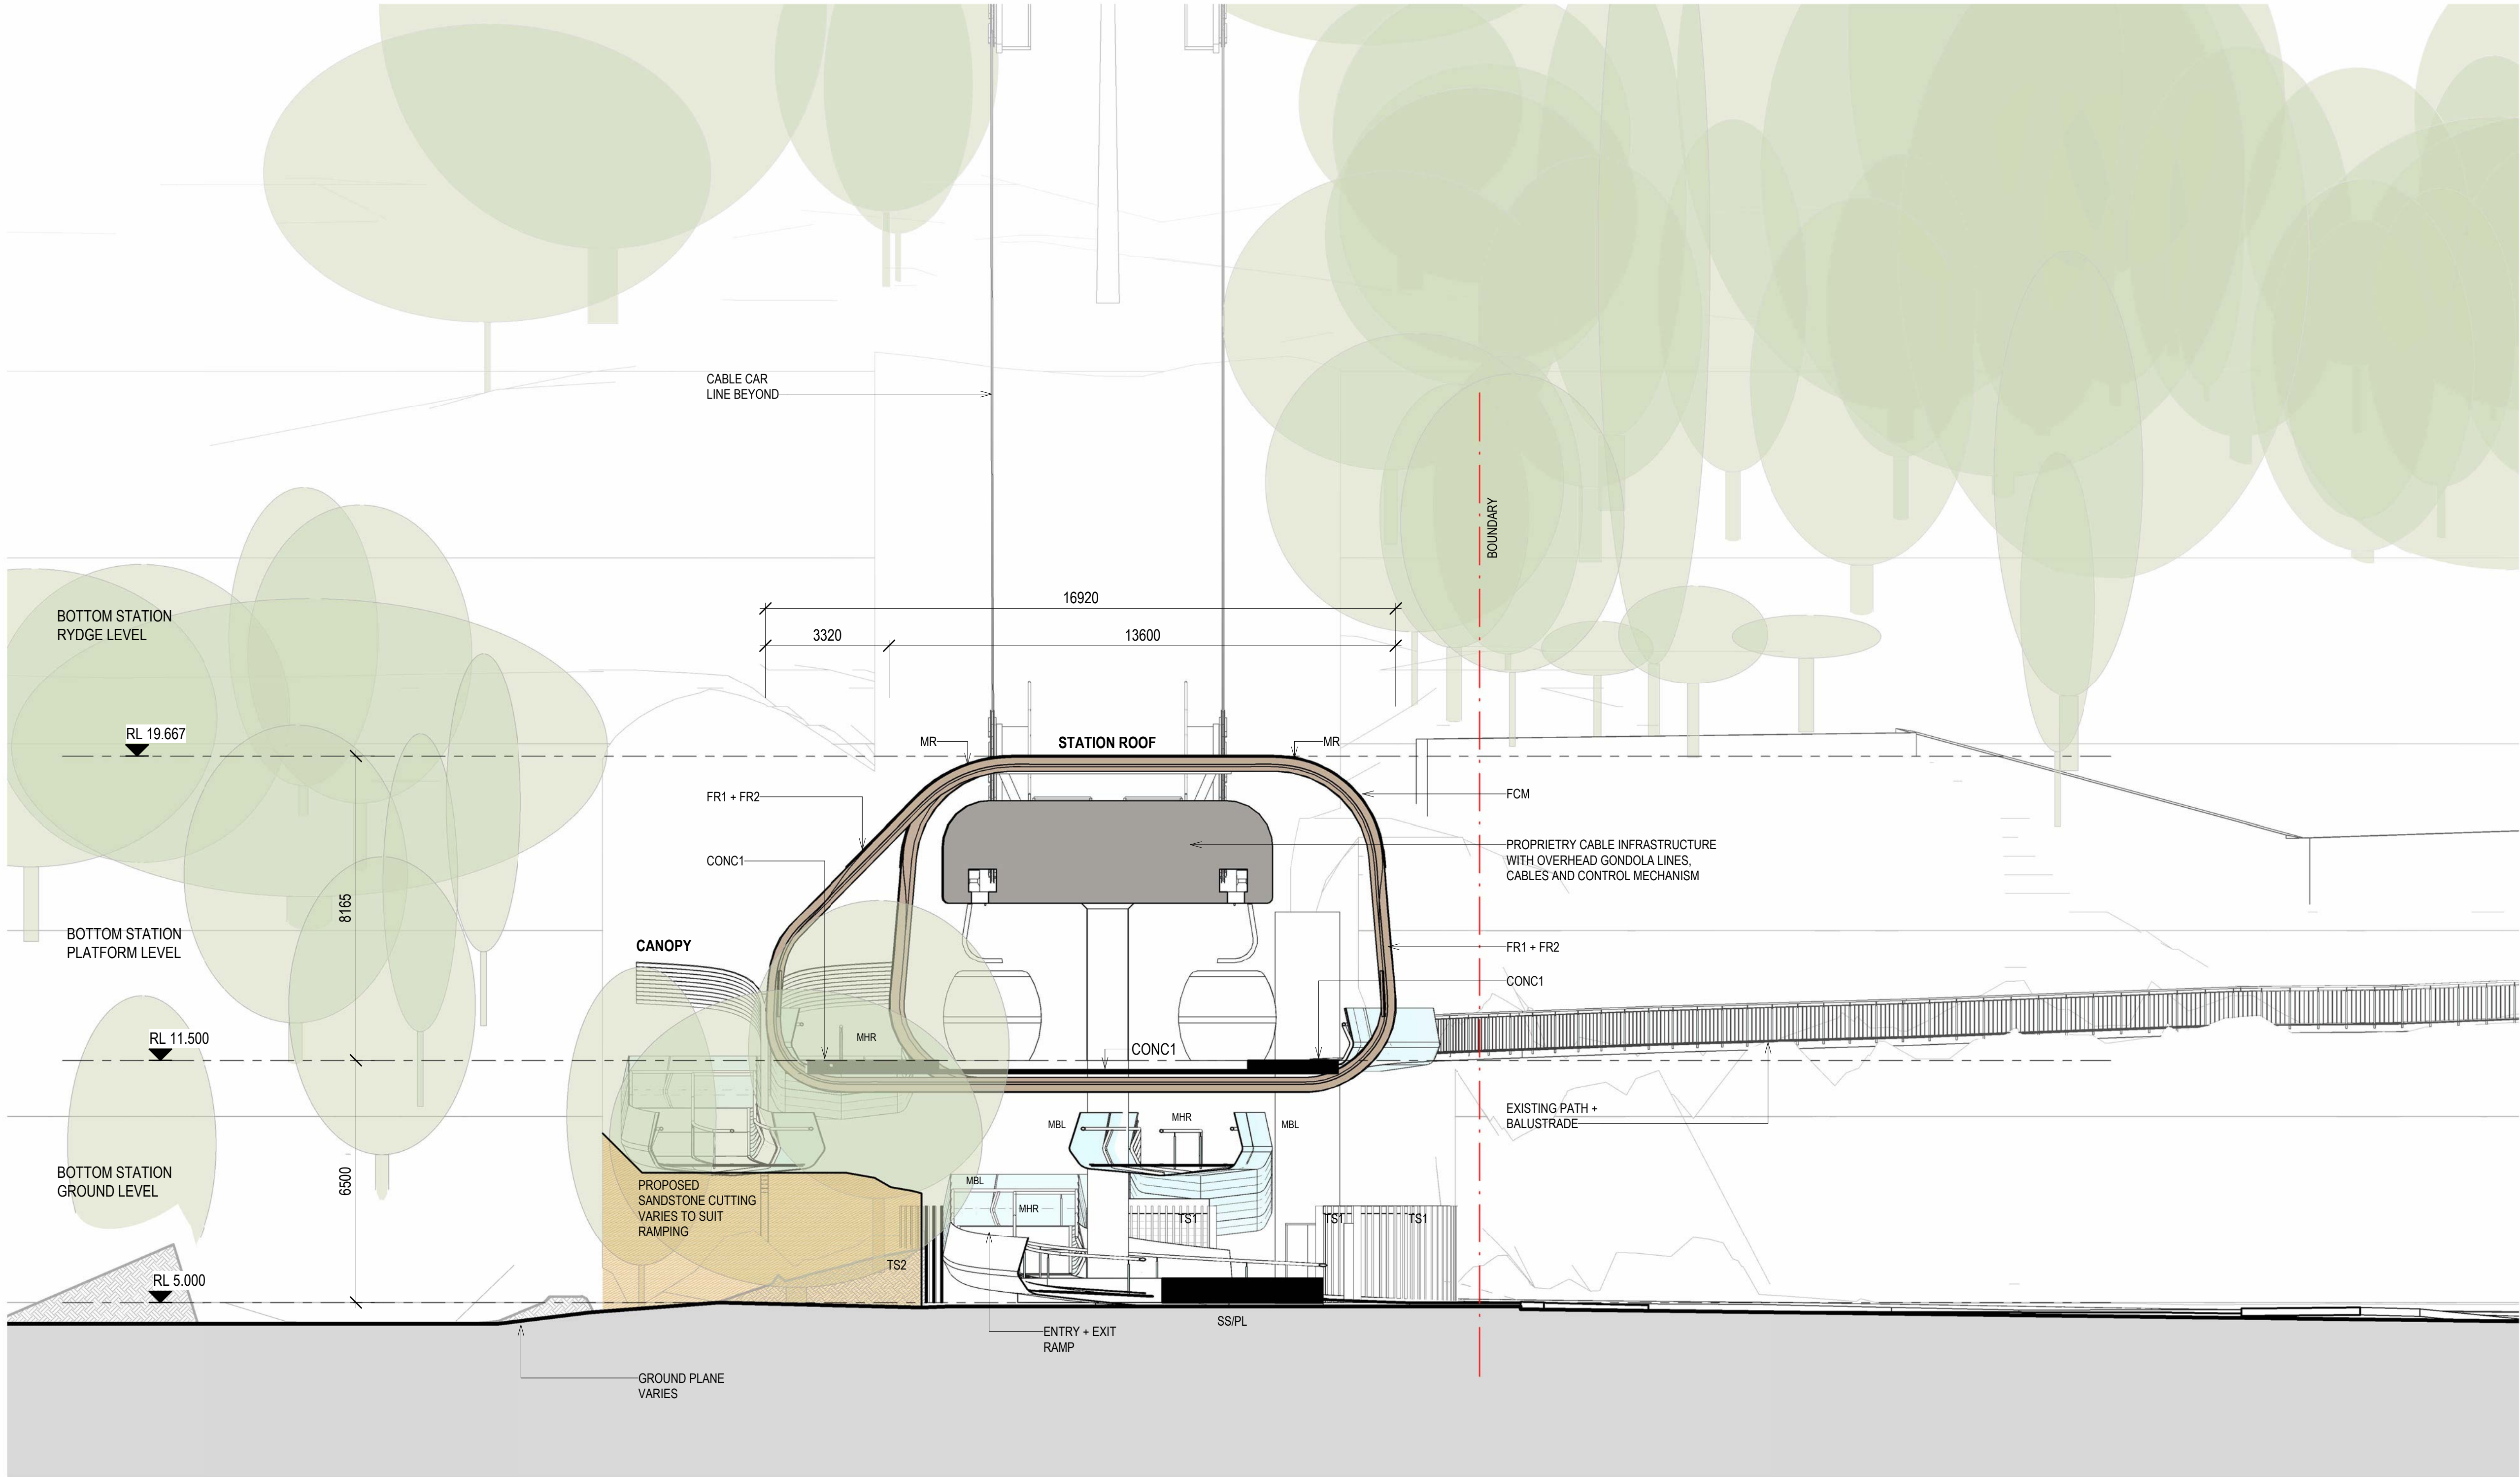 CABLE CAR
LINE BEYOND
BOUNDARY
16920
3320
13600
BOTTOM STATION
RYDGE LEVEL
RL 19.667
MR
STATION ROOF
MR
FR1 + FR2
FCM
PROPRIETRY CABLE INFRASTRUCTURE
WITH OVERHEAD GONDOLA LINES,
CABLES AND CONTROL MECHANISM
CONC1
8165
BOTTOM STATION
PLATFORM LEVEL
CANOPY
FR1 + FR2
CONC1
RL 11.500
MHR
CONC1
EXISTING PATH +
BALUSTRADE
MBL
MHR
MBL
BOTTOM STATION
GROUND LEVEL
6500
PROPOSED
SANDSTONE CUTTING
VARIES TO SUIT
RAMPING
MBL
MHR
TS1
TS1
TS1
TS2
RL 5.000
SS/PL
ENTRY + EXIT
RAMP
GROUND PLANE
VARIES